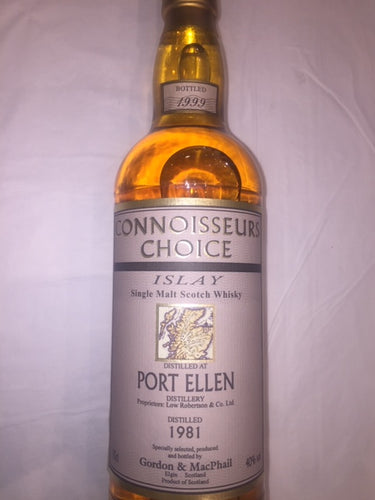 BOTTLED
1999
CONNOISSEURS
CHOICE
ISLAY
Single Malt Scotch Whisky
DISTILLED AT
PORT ELLEN
DISTILLERY
Proprietors: Low Robertson & Co. Ltd.
DISTILLED
1981
Specially selected, produced
and bottled by
Gordon & MacPhail
40%
Elgin Scotland
Product of Scotland